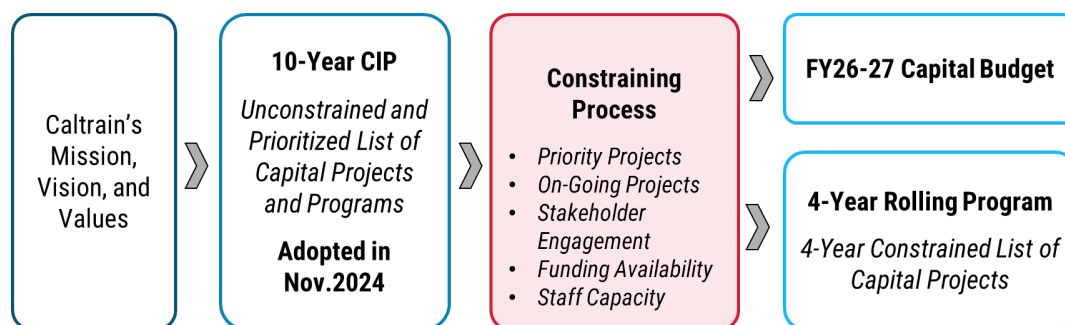 Caltrain’s
Mission,
Vision, and
Values
10-Year CIP
Unconstrained and
Prioritized List of
Capital Projects
and Programs
Adopted in
Nov.2024
Constraining
Process
• Priority Projects
• On-Going Projects
• Stakeholder
Engagement
• Funding Availability
• Staff Capacity
FY26-27 Capital Budget
4-Year Rolling Program
4-Year Constrained List of
Capital Projects